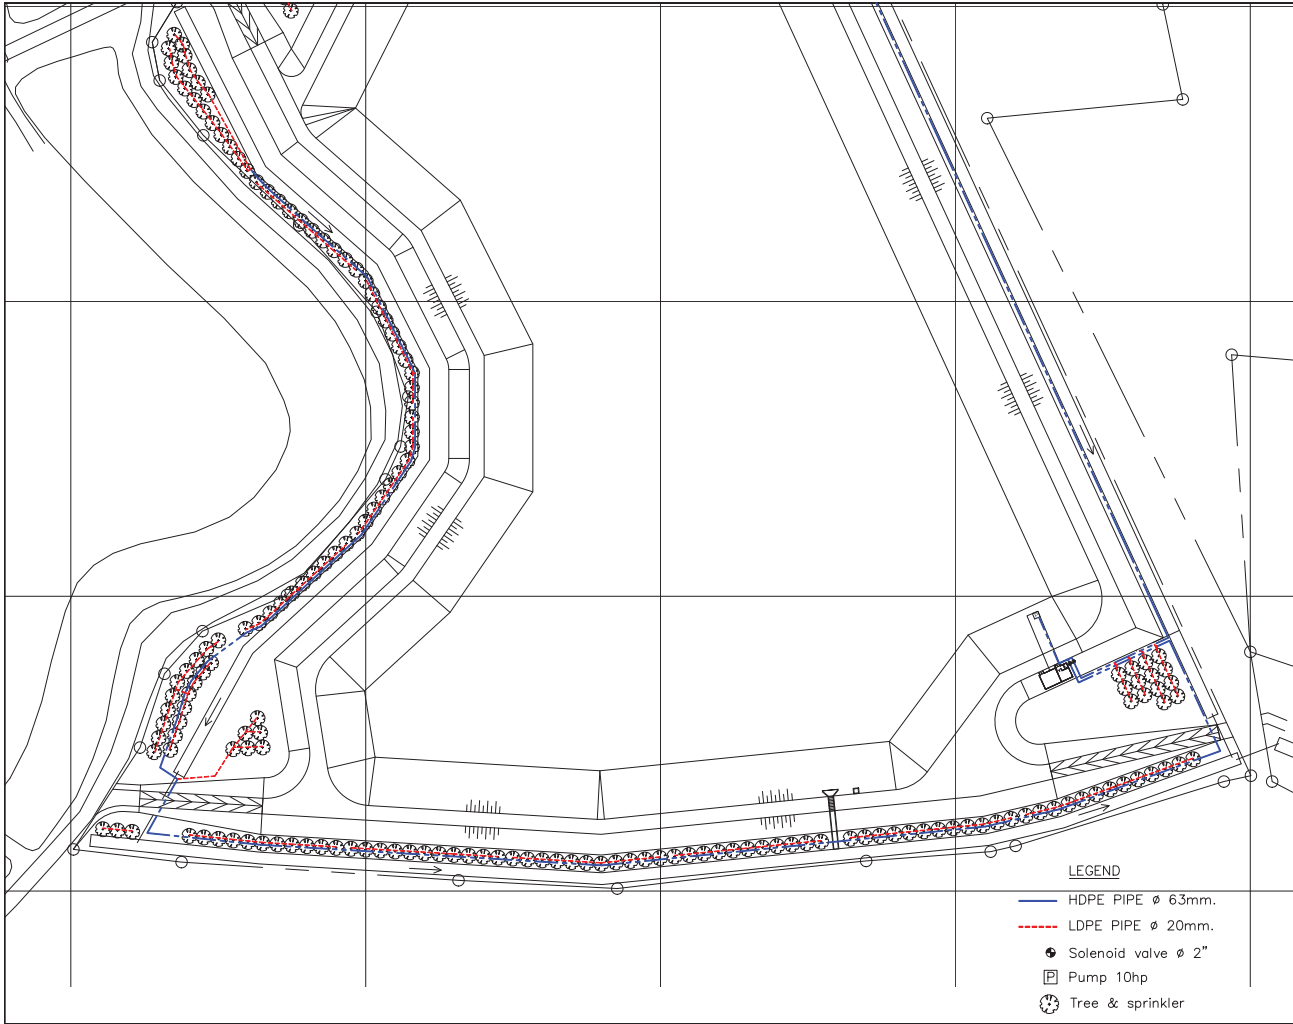 LEGEND
HDPE PIPE ø 63mm.
LDPE PIPE ø 20mm.
Solenoid valve ø 2"
P Pump 10hp
Tree & sprinkler